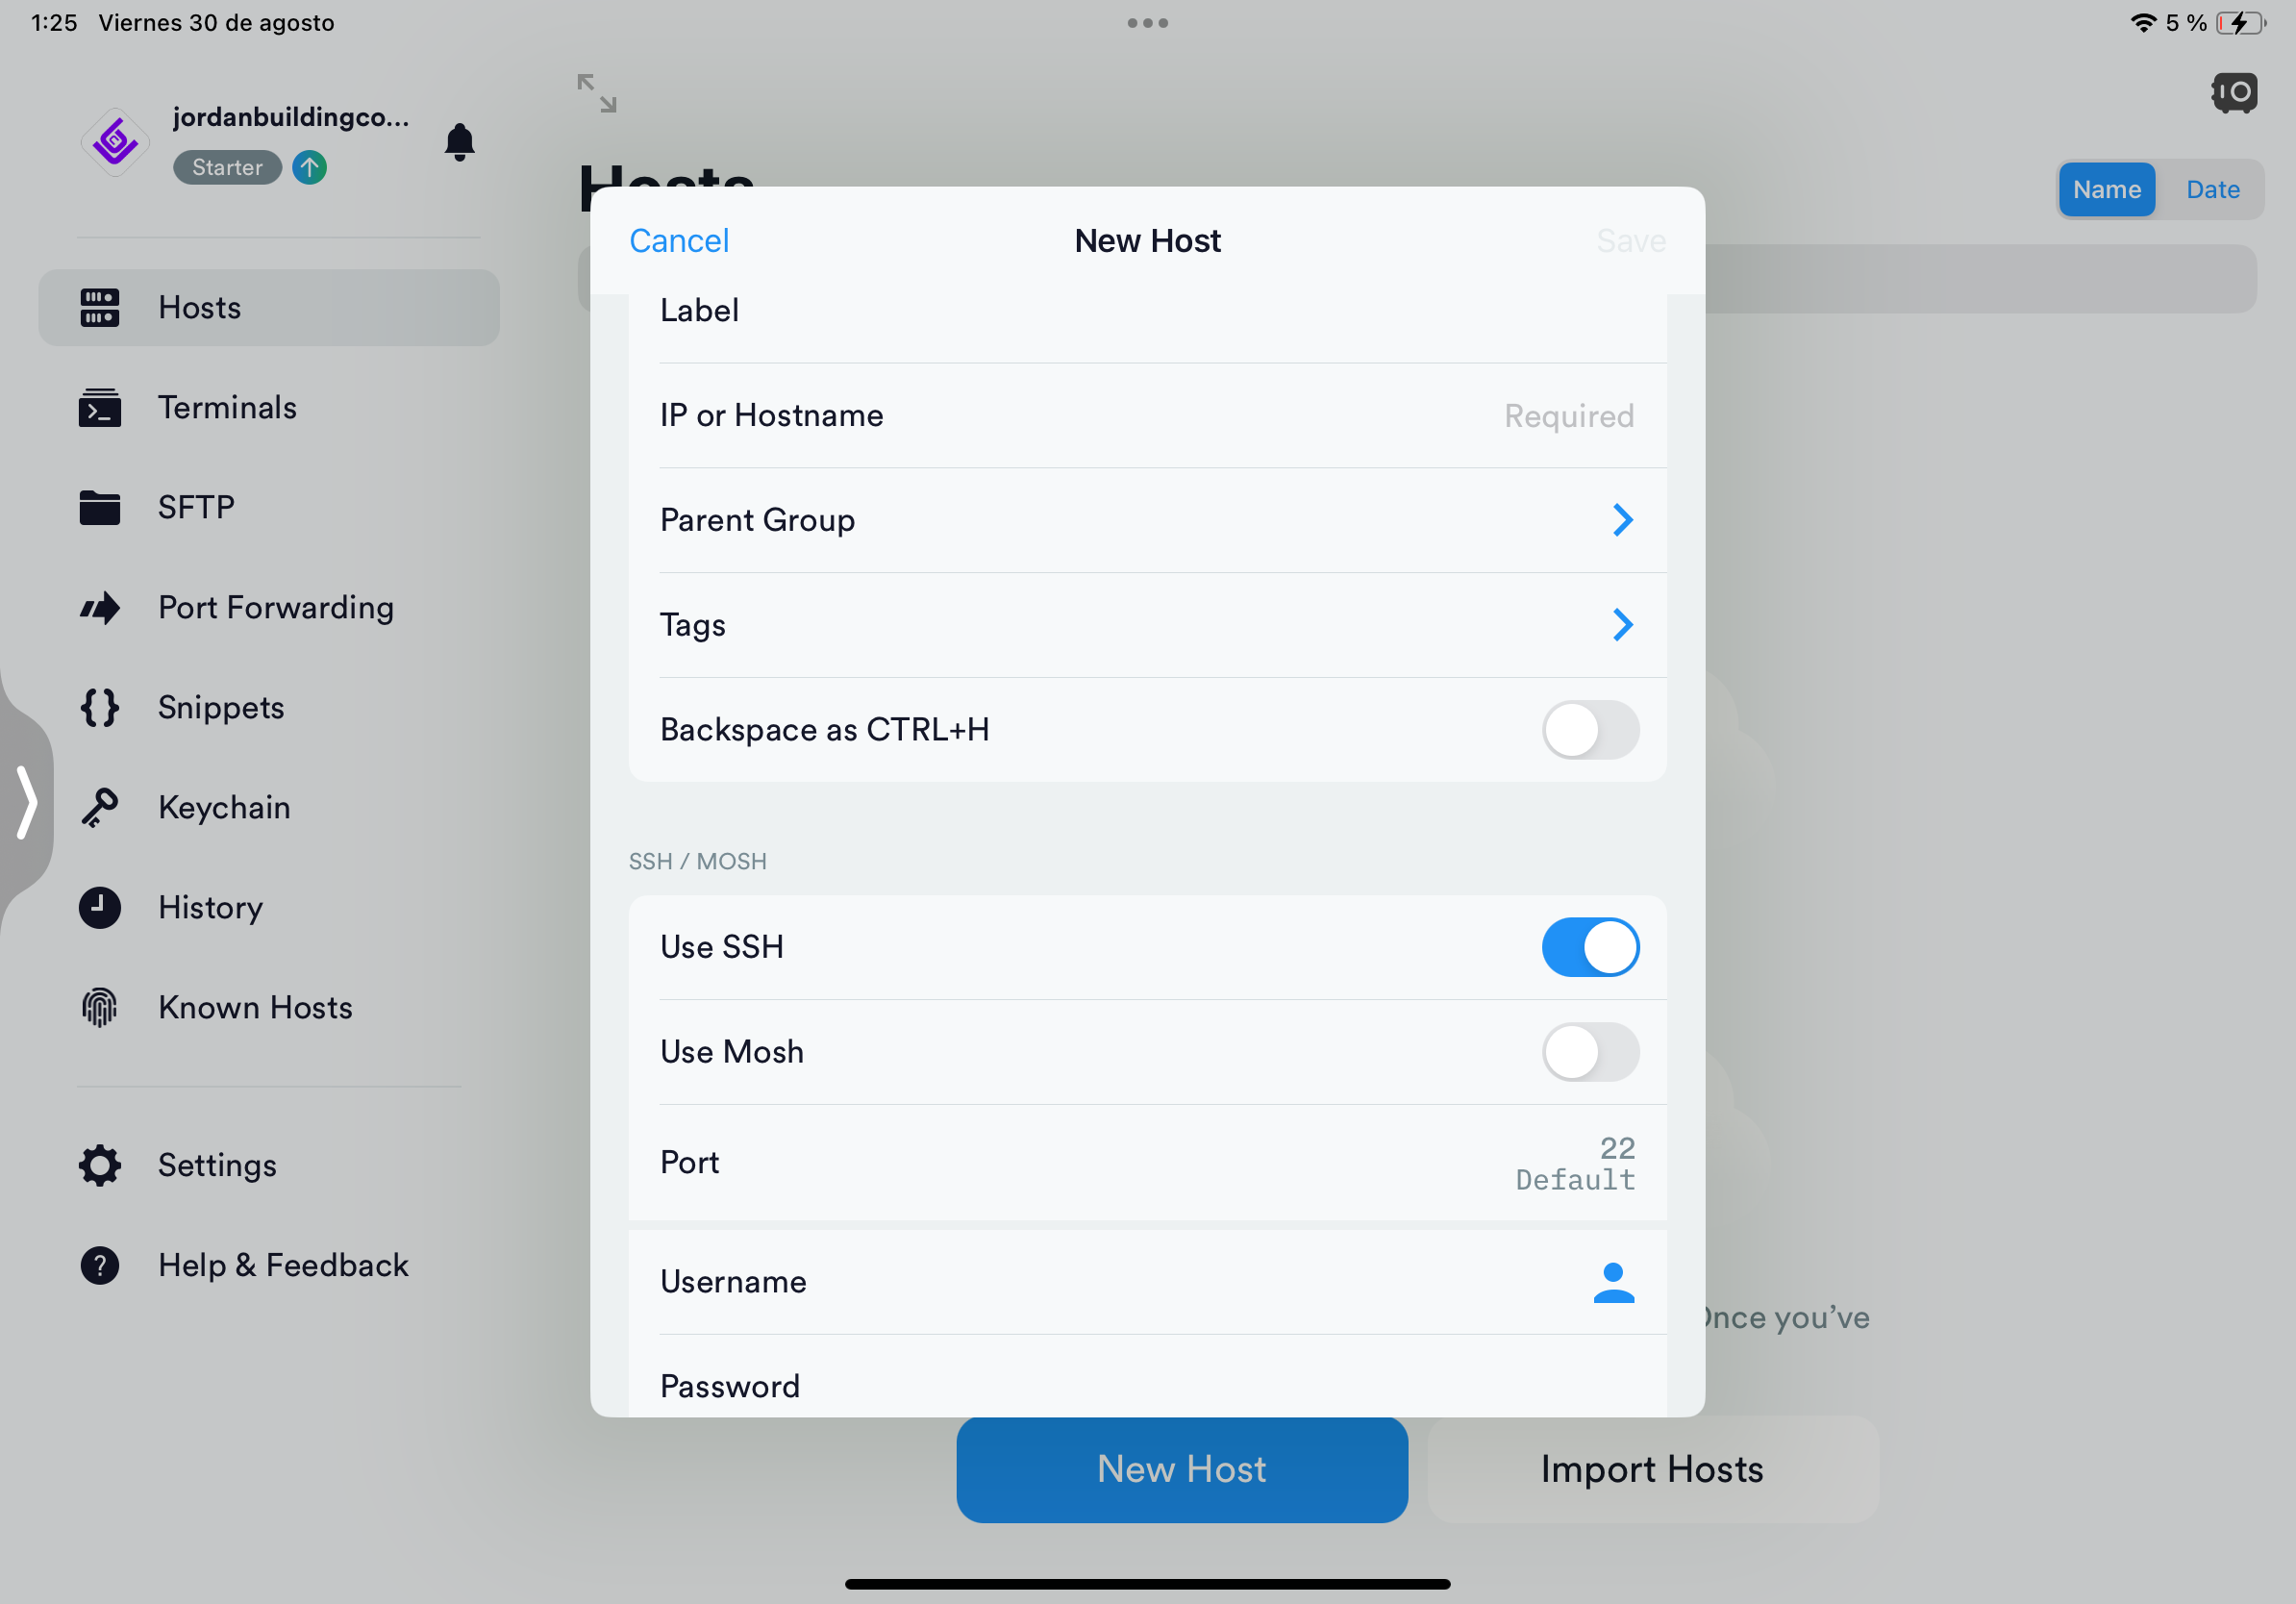 1:25 Viernes 30 de agosto
5 %
jordanbuildingco...
Starter
Hosts
Terminals
SFTP
Port Forwarding
Snippets
Keychain
History
Known Hosts
Settings
Help & Feedback
Hosts
Name Date
Cancel New Host Save
Label
IP or Hostname Required
Parent Group
Tags
Backspace as CTRL+H
SSH / MOSH
Use SSH
Use Mosh
Port 22
Default
Username
Password
Once you've
New Host Import Hosts